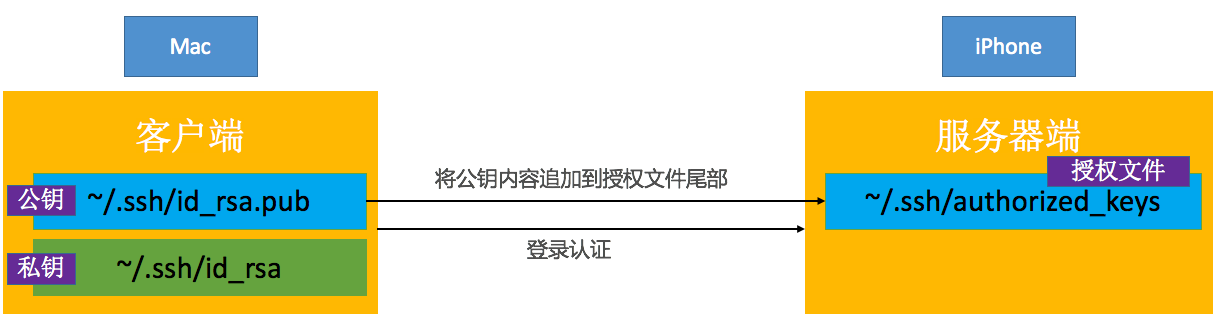 Mac
iPhone
客户端
服务器端
授权文件
将公钥内容追加到授权文件尾部
公钥
~/.ssh/id_rsa.pub
~/.ssh/authorized_keys
登录认证
私钥
~/.ssh/id_rsa